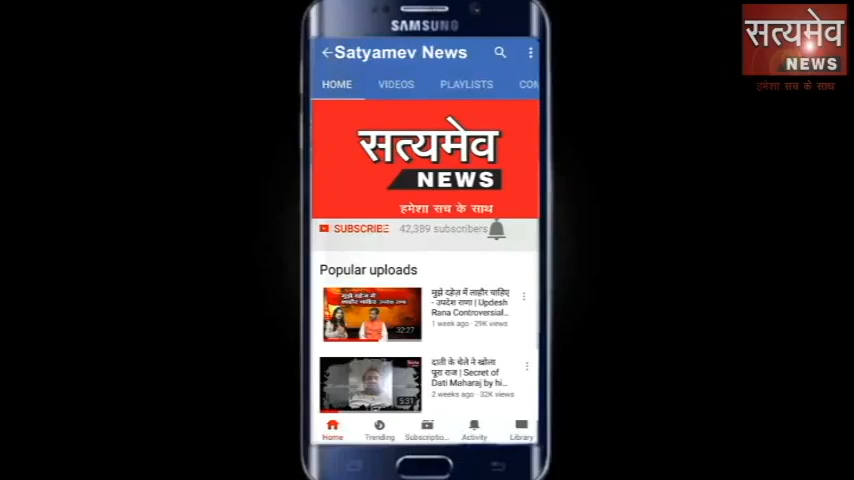 SAMSUNG
Satyamev News
HOME VIDEOS PLAYLISTS CON
सत्यमेव
NEWS
हमेशा सच के साथ
SUBSCRIBE 42,389 subscribers
Popular uploads
मुझे दहेज़ में
लाहौर चाहिए
32:27
मुझे दहेज़ में लाहौर चाहिए
- उपदेश राणा | Updesh
Rana Controversial...
1 week ago · 29K views
5:31
दाती के चेले ने खोला
पूरा राज | Secret of
Dati Maharaj by hi...
2 weeks ago · 32K views
Home Trending Subscriptio... Activity Library
सत्यमेव
NEWS
हमेशा सच के साथ